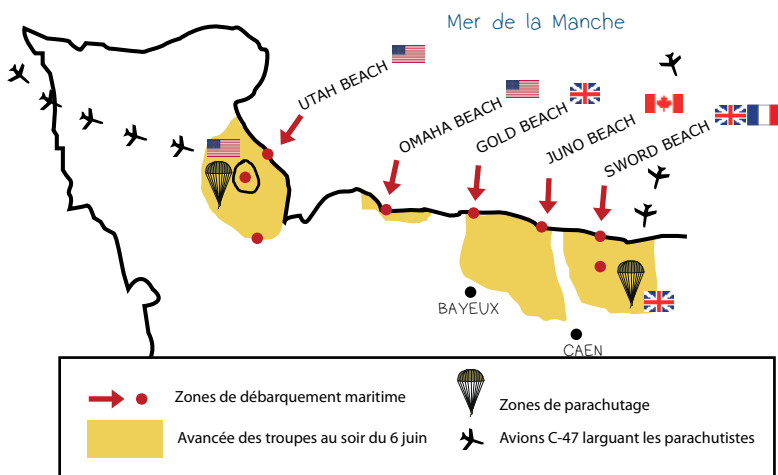 Mer de la Manche
UTAH BEACH
OMAHA BEACH
GOLD BEACH
JUNO BEACH
SWORD BEACH
BAYEUX
CAEN
Zones de débarquement maritime
Zones de parachutage
Avancée des troupes au soir du 6 juin
Avions C-47 larguant les parachutistes